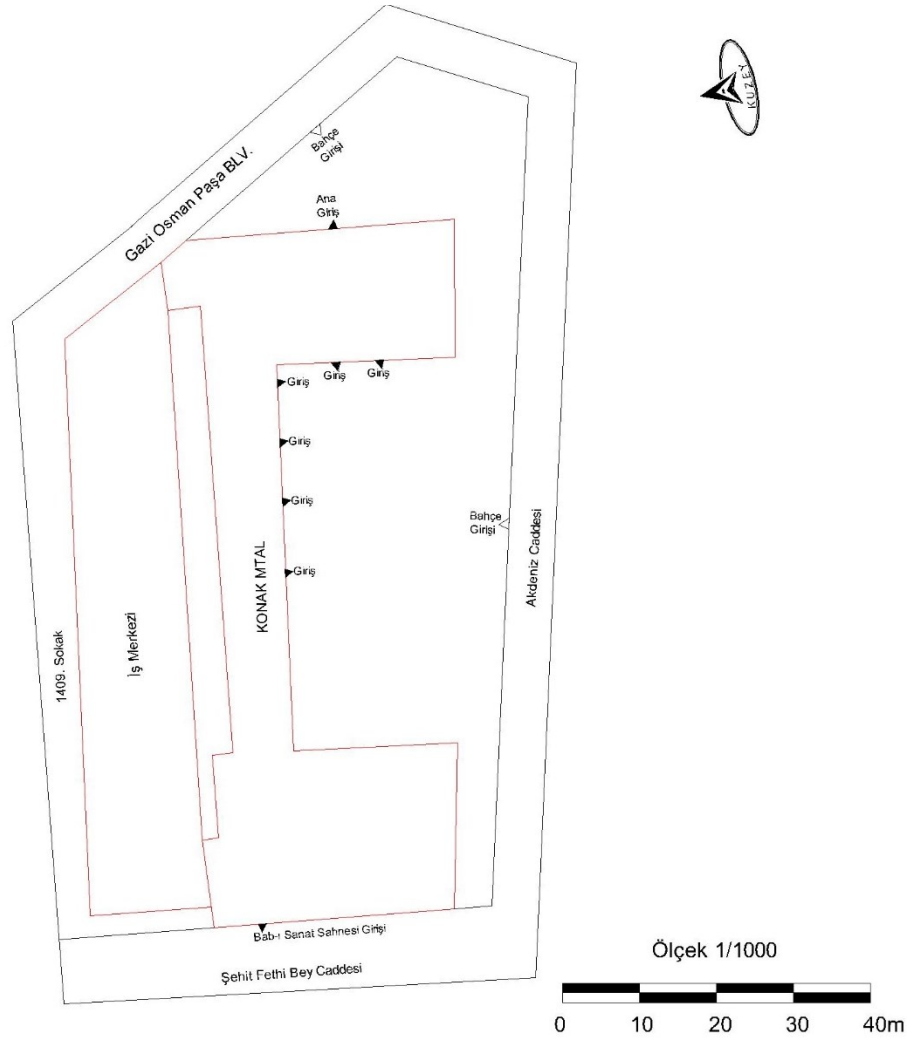 KUZEY
Bahçe
Girişi
Gazi Osman Paşa BLV.
Ana
Giriş
Giriş
Giriş
Giriş
Giriş
Giriş
Giriş
Bahçe
Girişi
Akdeniz Caddesi
KONAK MTAL
İş Merkezi
1409. Sokak
Bab-ı Sanat Sahnesi Girişi
Şehit Fethi Bey Caddesi
Ölçek 1/1000
0 10 20 30 40m